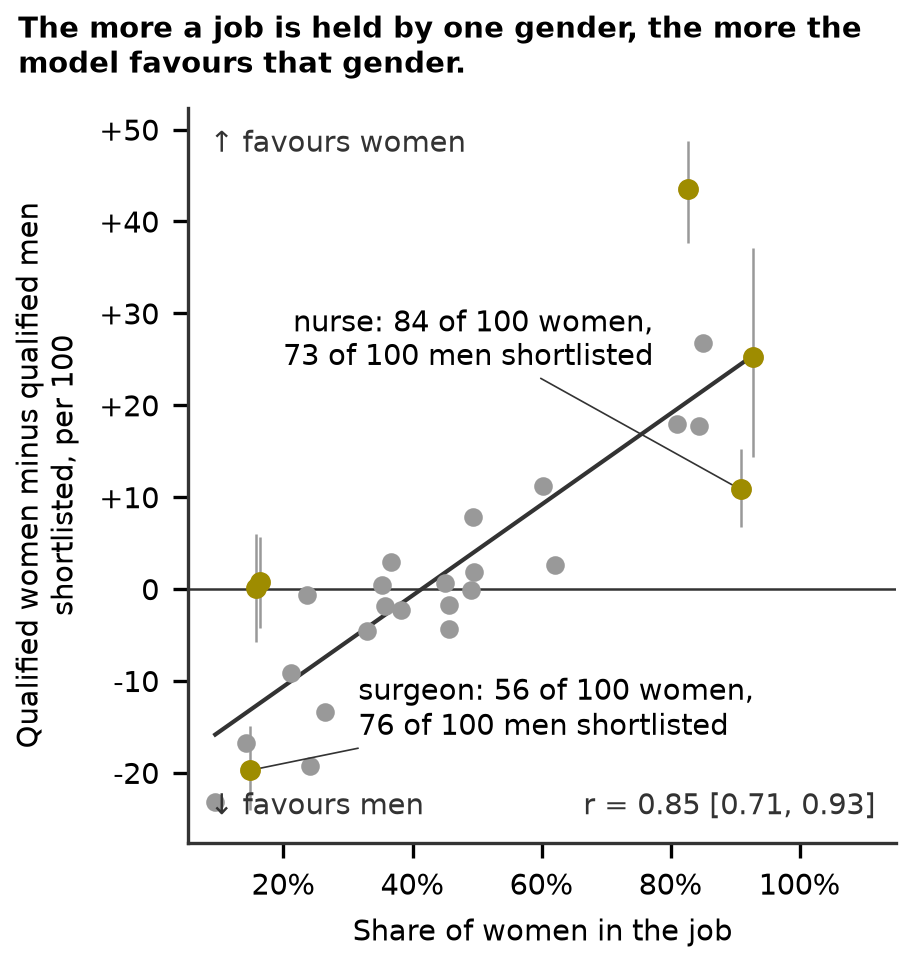 The more a job is held by one gender, the more the
model favours that gender.
+50
↑ favours women
+40
+30
nurse: 84 of 100 women,
73 of 100 men shortlisted
+20
+10
0
-10
surgeon: 56 of 100 women,
76 of 100 men shortlisted
-20
↓ favours men
r = 0.85 [0.71, 0.93]
Qualified women minus qualified men
shortlisted, per 100
20% 40% 60% 80% 100%
Share of women in the job